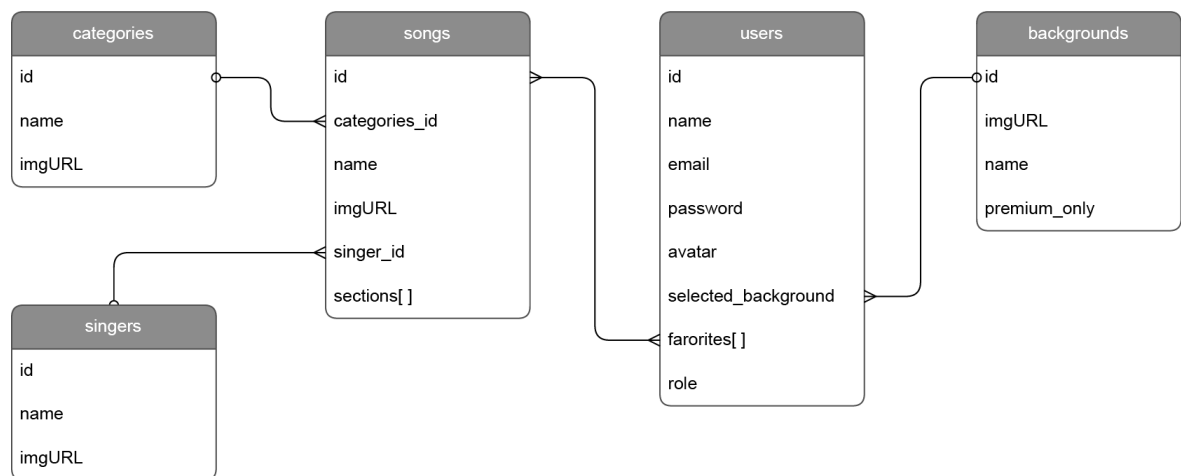 categories
id
name
imgURL
singers
id
name
imgURL
songs
id
categories_id
name
imgURL
singer_id
sections[ ]
users
id
name
email
password
avatar
selected_background
farorites[ ]
role
backgrounds
id
imgURL
name
premium_only